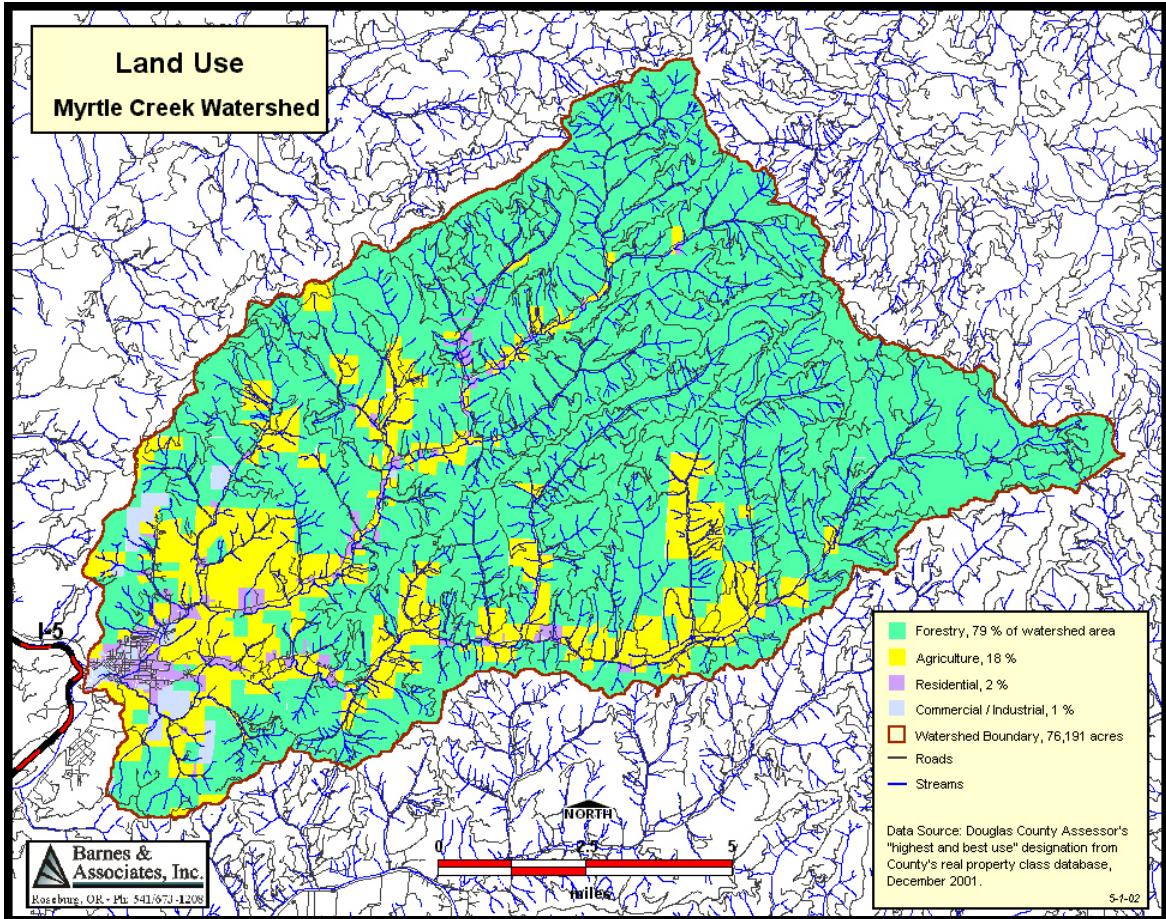 Land Use
Myrtle Creek Watershed
I-5
Forestry, 79 % of watershed area
Agriculture, 18 %
Residential, 2 %
Commercial / Industrial, 1 %
Watershed Boundary, 76,191 acres
Roads
Streams
Data Source: Douglas County Assessor's
"highest and best use" designation from
County's real property class database,
December 2001.
5-1-02
NORTH
0 2.5 5
miles
Barnes &
Associates, Inc.
Roseburg, OR - Ph: 541/673-1208